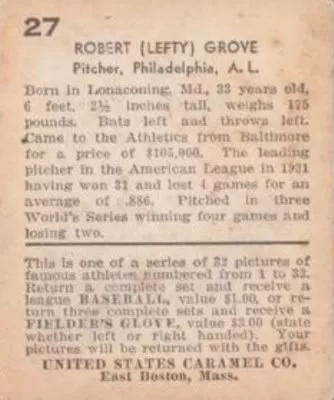 27
ROBERT (LEFTY) GROVE
Pitcher, Philadelphia, A. L.
Born in Lonaconing, Md., 33 years old,
6 feet, 2½ inches tall, weighs 175
pounds. Bats left and throws left.
Came to the Athletics from Baltimore
for a price of $105,000. The leading
pitcher in the American League in 1931
having won 31 and lost 4 games for an
average of .886. Pitched in three
World's Series winning four games and
losing two.
This is one of a series of 32 pictures of
famous athletes numbered from 1 to 32.
Return a complete set and receive a
league BASEBALL, value $1.00, or re-
turn three complete sets and receive a
FIELDER'S GLOVE, value $3.00 (state
whether left or right handed). Your
pictures will be returned with the gifts.
UNITED STATES CARAMEL CO.
East Boston, Mass.